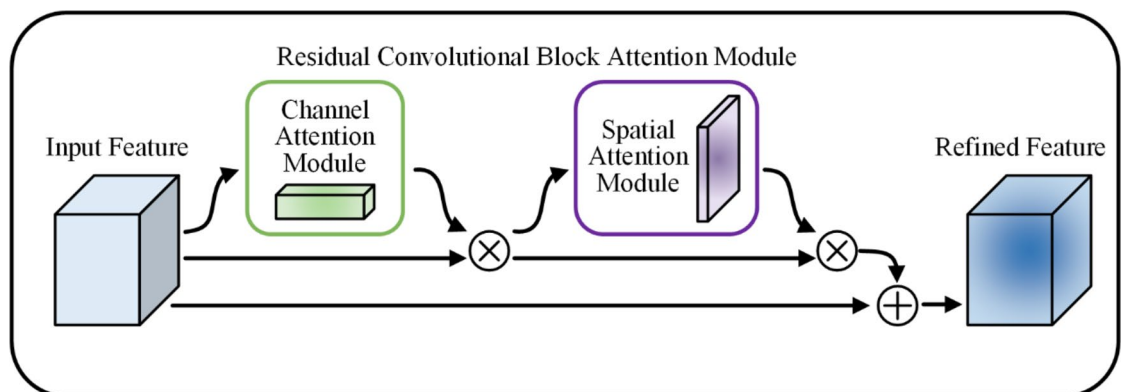 Residual Convolutional Block Attention Module
Input Feature
Channel
Attention
Module
Spatial
Attention
Module
Refined Feature